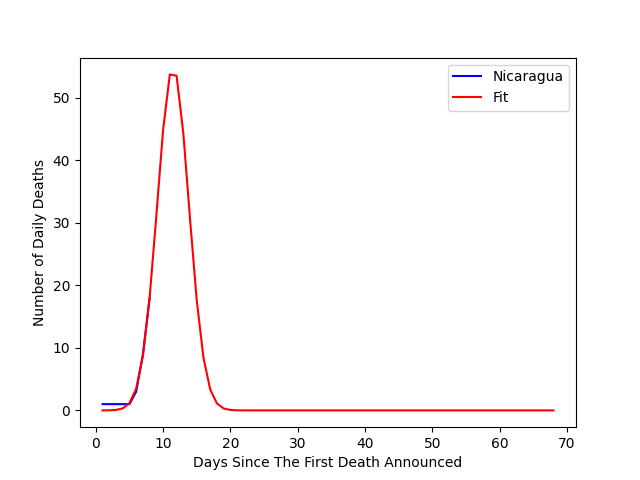 Nicaragua
Fit
50
40
30
20
10
0
Number of Daily Deaths
0 10 20 30 40 50 60 70
Days Since The First Death Announced